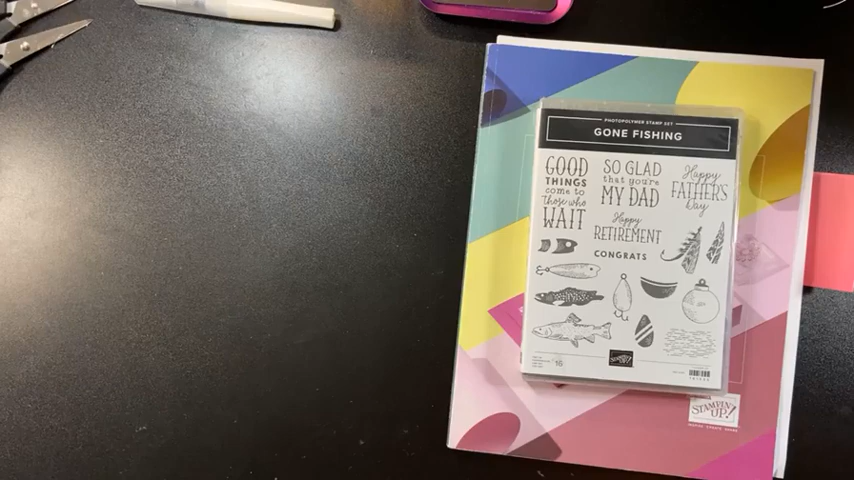 PHOTOPOLYMER STAMP SET
GONE FISHING
GOOD
THINGS
come to
those who
WAIT
SO GLAD
that you're
MY DAD
Happy
FATHER'S
Day
Happy
RETIREMENT
CONGRATS
16
STAMPIN'
UP!